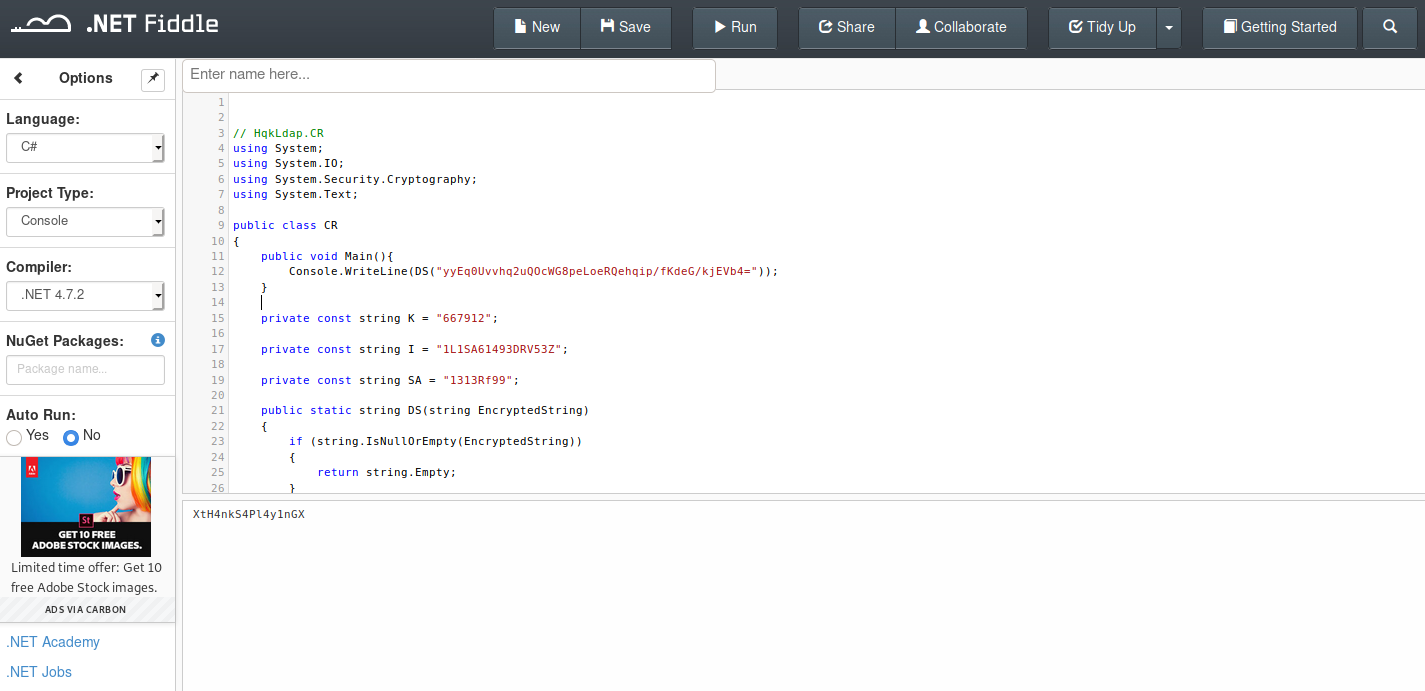 .NET Fiddle
New
Save
Run
Share
Collaborate
Tidy Up
Getting Started
Options
Language:
C#
Project Type:
Console
Compiler:
.NET 4.7.2
NuGet Packages:
Package name...
Auto Run:
Yes No
A
Adobe
St
GET 10 FREE
ADOBE STOCK IMAGES.
Limited time offer: Get 10
free Adobe Stock images.
ADS VIA CARBON
.NET Academy
.NET Jobs
Enter name here...
1
2
3 // HqkLdap.CR
4 using System;
5 using System.IO;
6 using System.Security.Cryptography;
7 using System.Text;
8
9 public class CR
10 {
11     public void Main(){
12         Console.WriteLine(DS("yyEq0Uvvhq2uQOcWG8peLoeRQehqip/fKdeG/kjEVb4="));
13     }
14
15     private const string K = "667912";
16
17     private const string I = "1L1SA61493DRV53Z";
18
19     private const string SA = "1313Rf99";
20
21     public static string DS(string EncryptedString)
22     {
23         if (string.IsNullOrEmpty(EncryptedString))
24         {
25             return string.Empty;
26         }
XtH4nkS4Pl4y1nGX